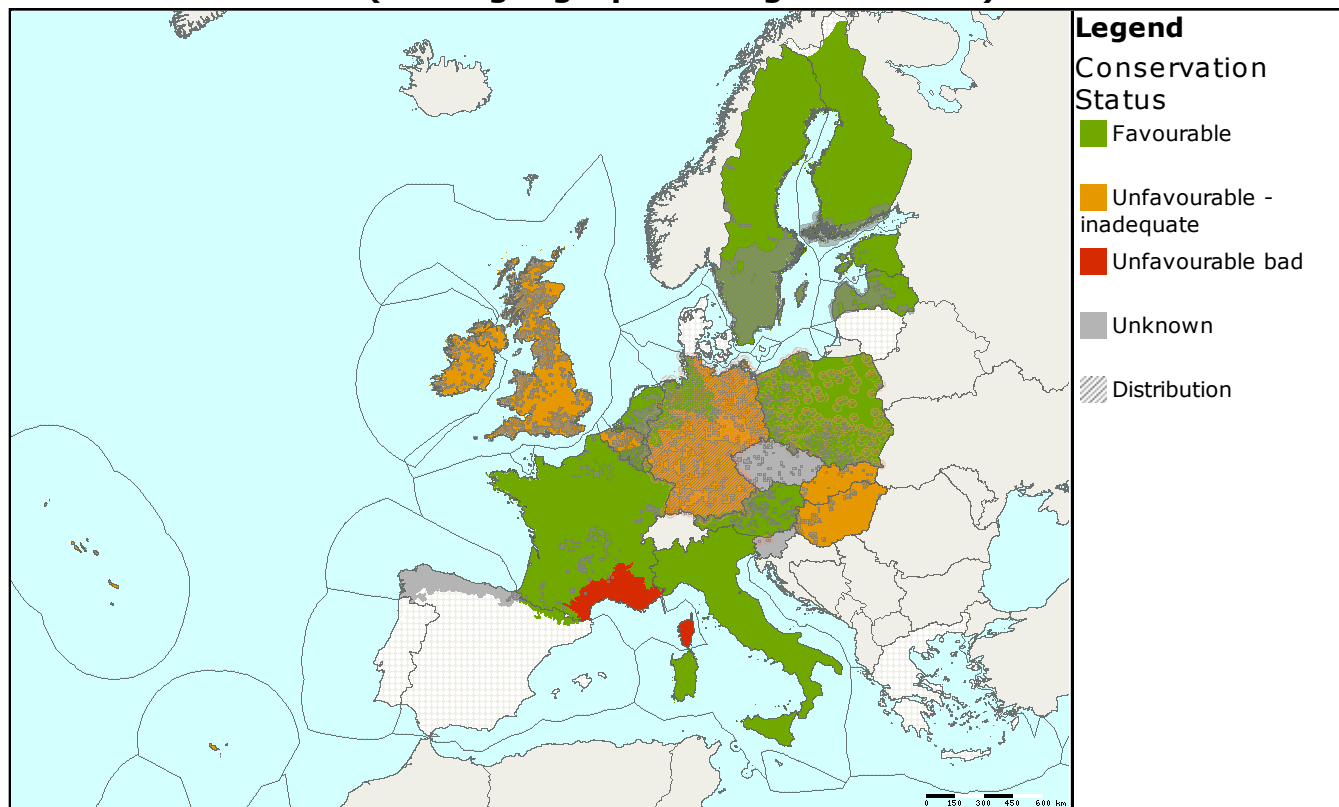 Legend
Conservation
Status
Favourable
Unfavourable -
inadequate
Unfavourable bad
Unknown
Distribution
0 150 300 450 600 km